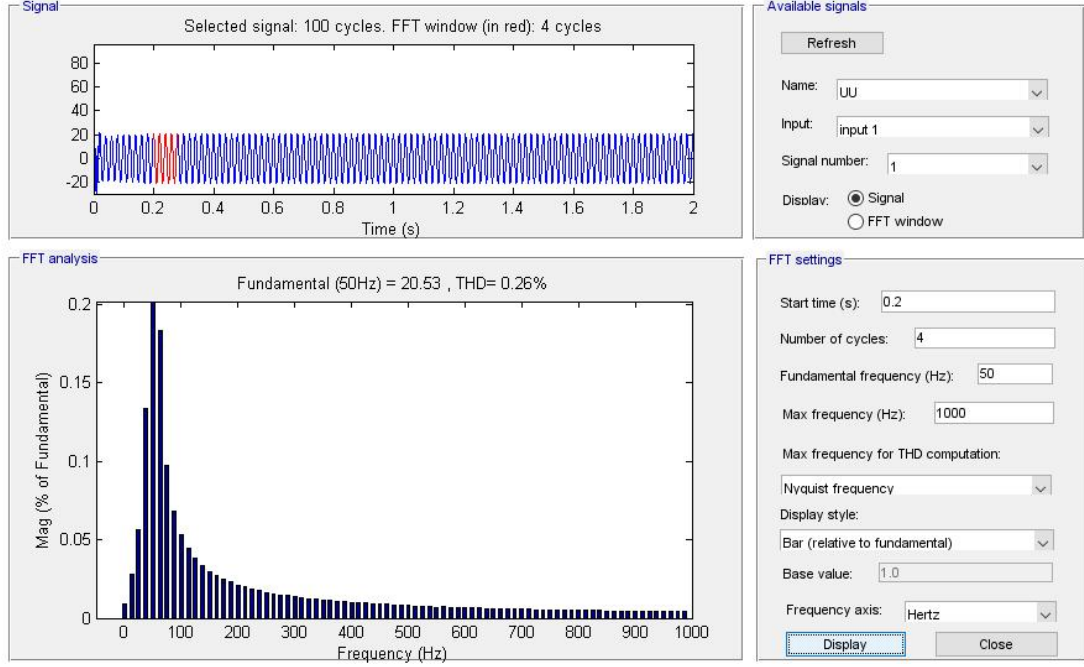 Signal
Selected signal: 100 cycles. FFT window (in red): 4 cycles
80
60
40
20
0
-20
0 0.2 0.4 0.6 0.8 1 1.2 1.4 1.6 1.8 2
Time (s)
Available signals
Refresh
Name: UU
Input: input 1
Signal number: 1
Display: Signal
FFT window
FFT analysis
Fundamental (50Hz) = 20.53 , THD= 0.26%
Mag (% of Fundamental)
0.2
0.15
0.1
0.05
0
0 100 200 300 400 500 600 700 800 900 1000
Frequency (Hz)
FFT settings
Start time (s): 0.2
Number of cycles: 4
Fundamental frequency (Hz): 50
Max frequency (Hz): 1000
Max frequency for THD computation:
Nyquist frequency
Display style:
Bar (relative to fundamental)
Base value: 1.0
Frequency axis: Hertz
Display Close